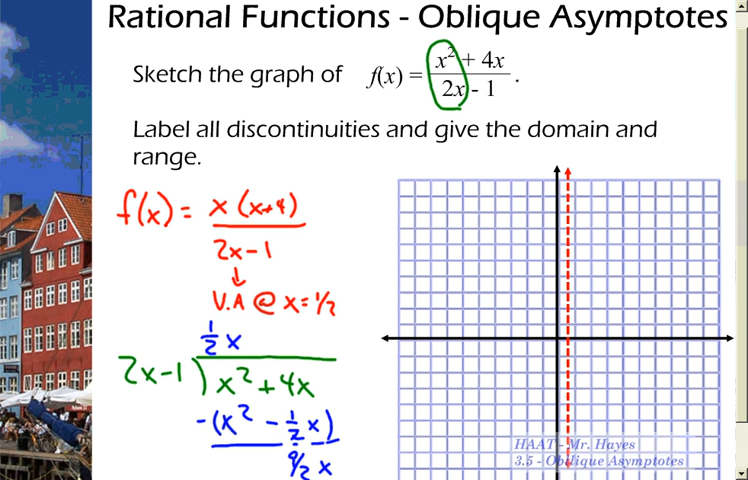 Rational Functions - Oblique Asymptotes
Sketch the graph of f(x) = x² + 4x / 2x - 1 .
Label all discontinuities and give the domain and
range.
f(x) = x (x+4)
2x - 1
↓
V.A @ x = 1/2
1/2 x
2x - 1 ) x² + 4x
-(x² - 1/2 x)
9/2 x
HAAT - Mr. Hayes
3.5 - Oblique Asymptotes